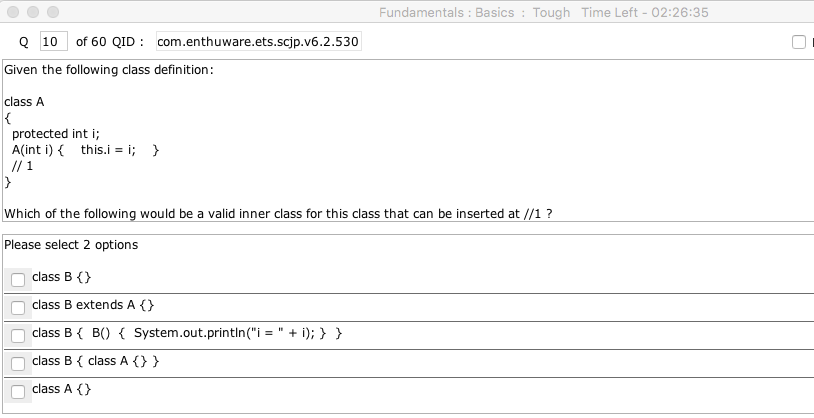 Fundamentals : Basics : Tough Time Left - 02:26:35
Q 10 of 60 QID : com.enthuware.ets.scjp.v6.2.530
Given the following class definition:
class A
{
protected int i;
A(int i) { this.i = i; }
// 1
}
Which of the following would be a valid inner class for this class that can be inserted at //1 ?
Please select 2 options
class B {}
class B extends A {}
class B { B() { System.out.println("i = " + i); } }
class B { class A {} }
class A {}